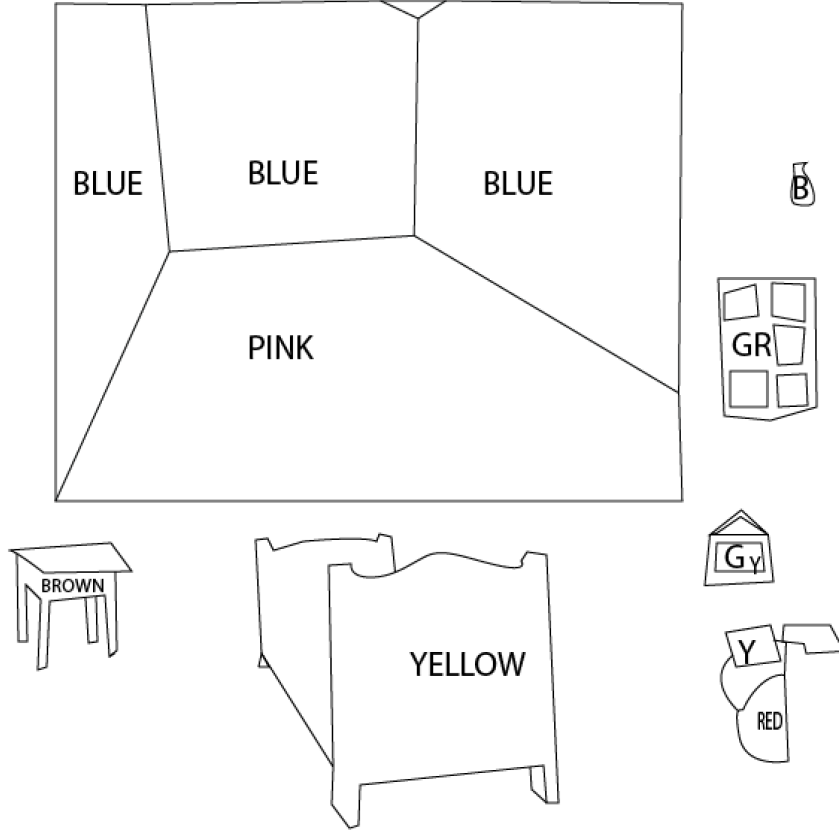 BLUE
BLUE
BLUE
B
PINK
GR
BROWN
G Y
YELLOW
Y
RED